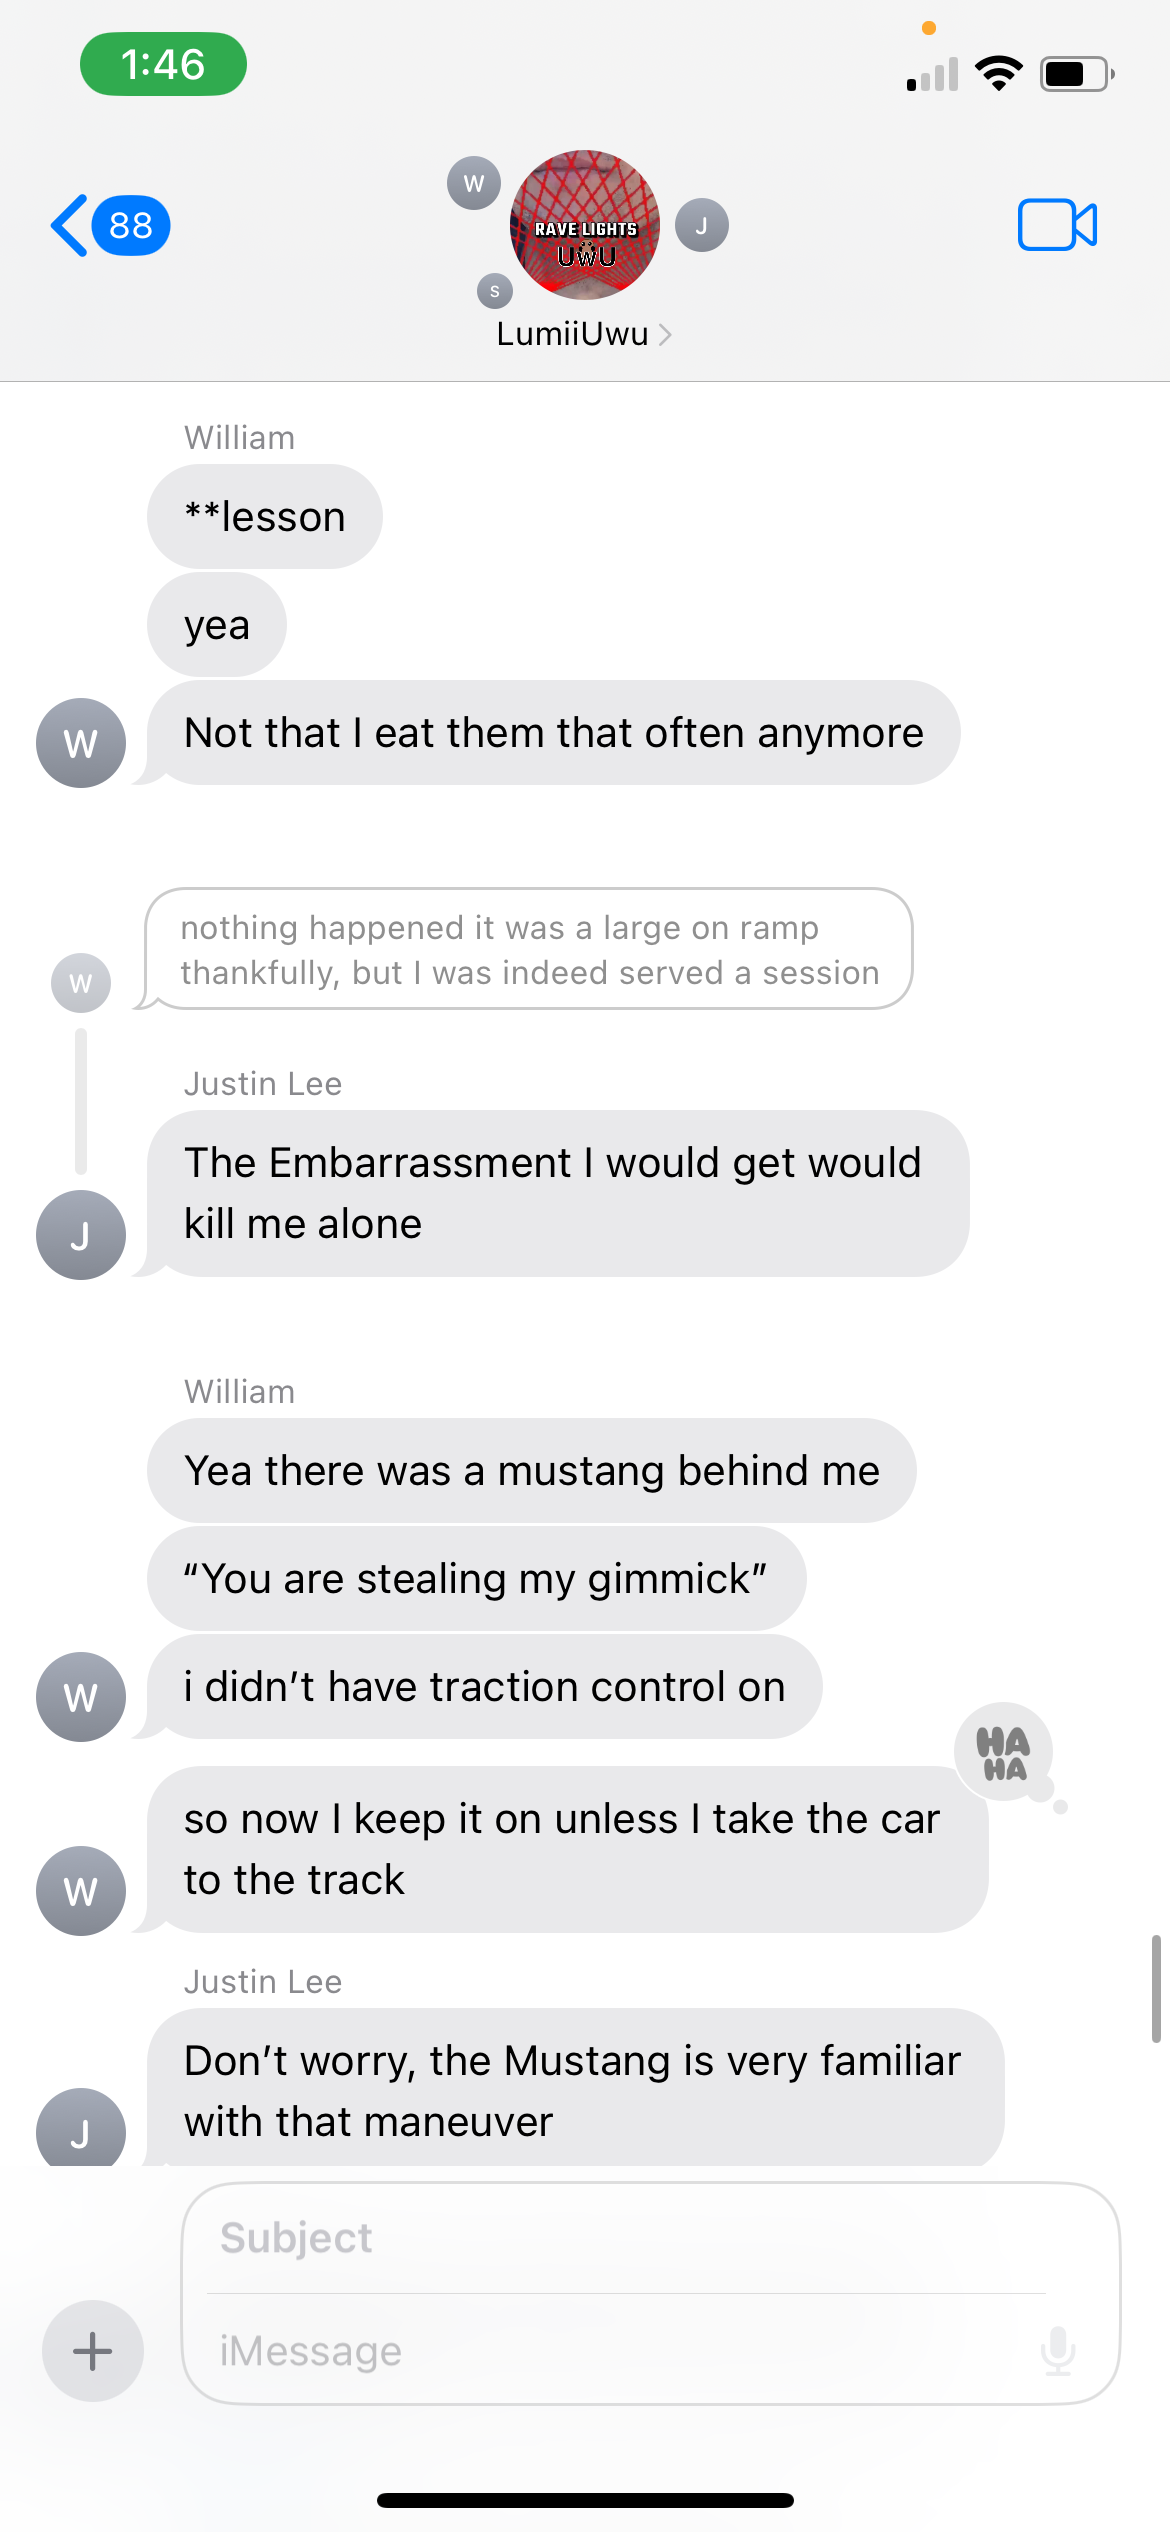 1:46
88
W
J
S
RAVE LIGHTS
UWU
LumiiUwu
William
**lesson
yea
W
Not that I eat them that often anymore
nothing happened it was a large on ramp
thankfully, but I was indeed served a session
W
Justin Lee
The Embarrassment I would get would
kill me alone
J
William
Yea there was a mustang behind me
“You are stealing my gimmick”
W
i didn’t have traction control on
HA
HA
so now I keep it on unless I take the car
to the track
W
Justin Lee
Don’t worry, the Mustang is very familiar
with that maneuver
J
Subject
iMessage